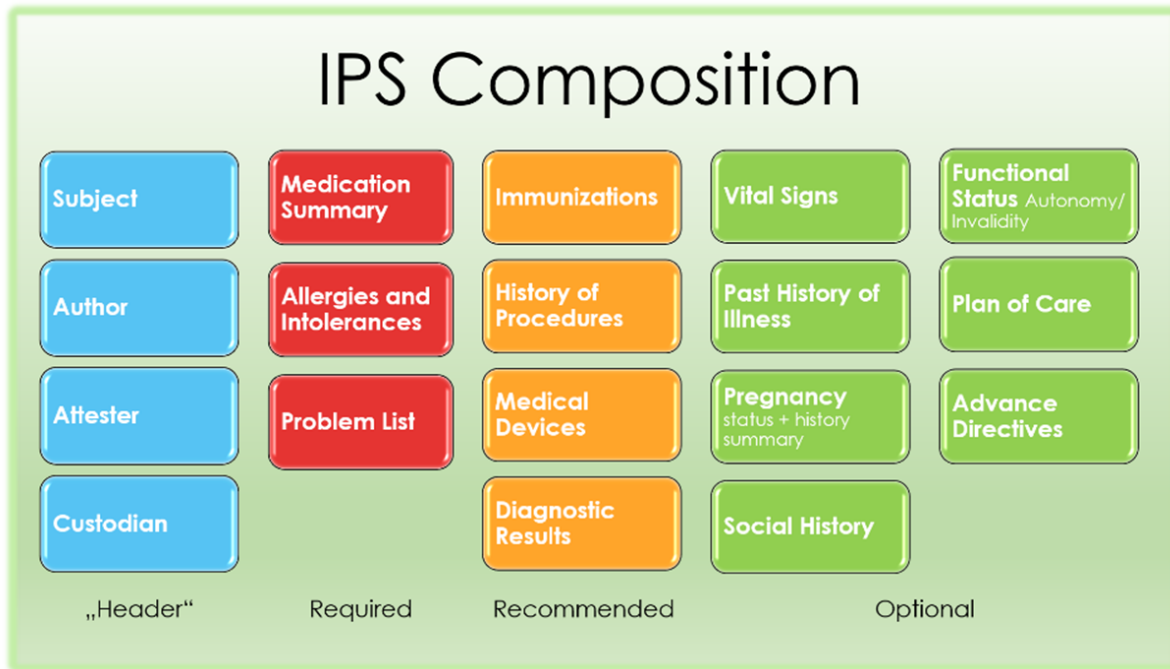 IPS Composition
Subject
Author
Attester
Custodian
„Header“
Medication
Summary
Allergies and
Intolerances
Problem List
Required
Immunizations
History of
Procedures
Medical
Devices
Diagnostic
Results
Recommended
Vital Signs
Past History of
Illness
Pregnancy
status + history
summary
Social History
Functional
Status Autonomy/
Invalidity
Plan of Care
Advance
Directives
Optional